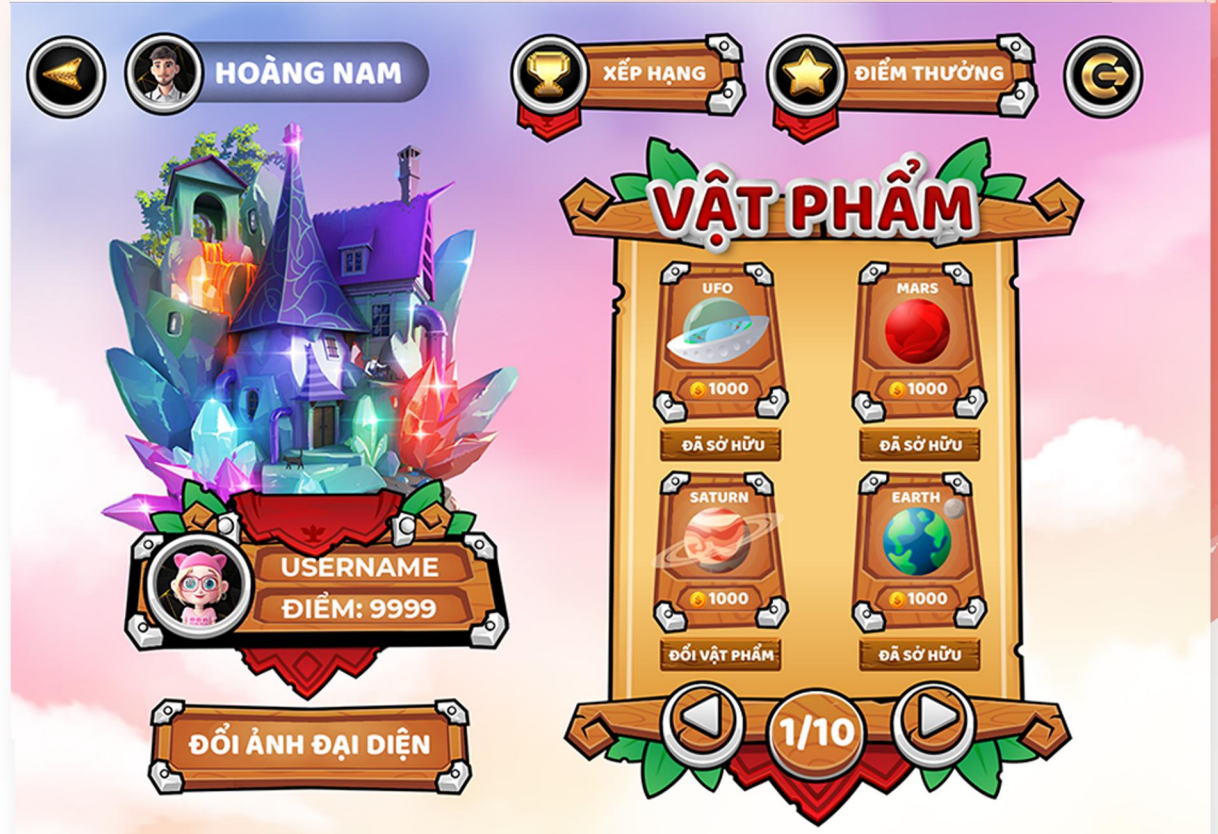 HOÀNG NAM
XẾP HẠNG
ĐIỂM THƯỞNG
VẬT PHẨM
UFO
1000
ĐÃ SỞ HỮU
MARS
1000
ĐÃ SỞ HỮU
SATURN
1000
ĐỔI VẬT PHẨM
EARTH
1000
ĐÃ SỞ HỮU
1/10
USERNAME
ĐIỂM: 9999
ĐỔI ẢNH ĐẠI DIỆN